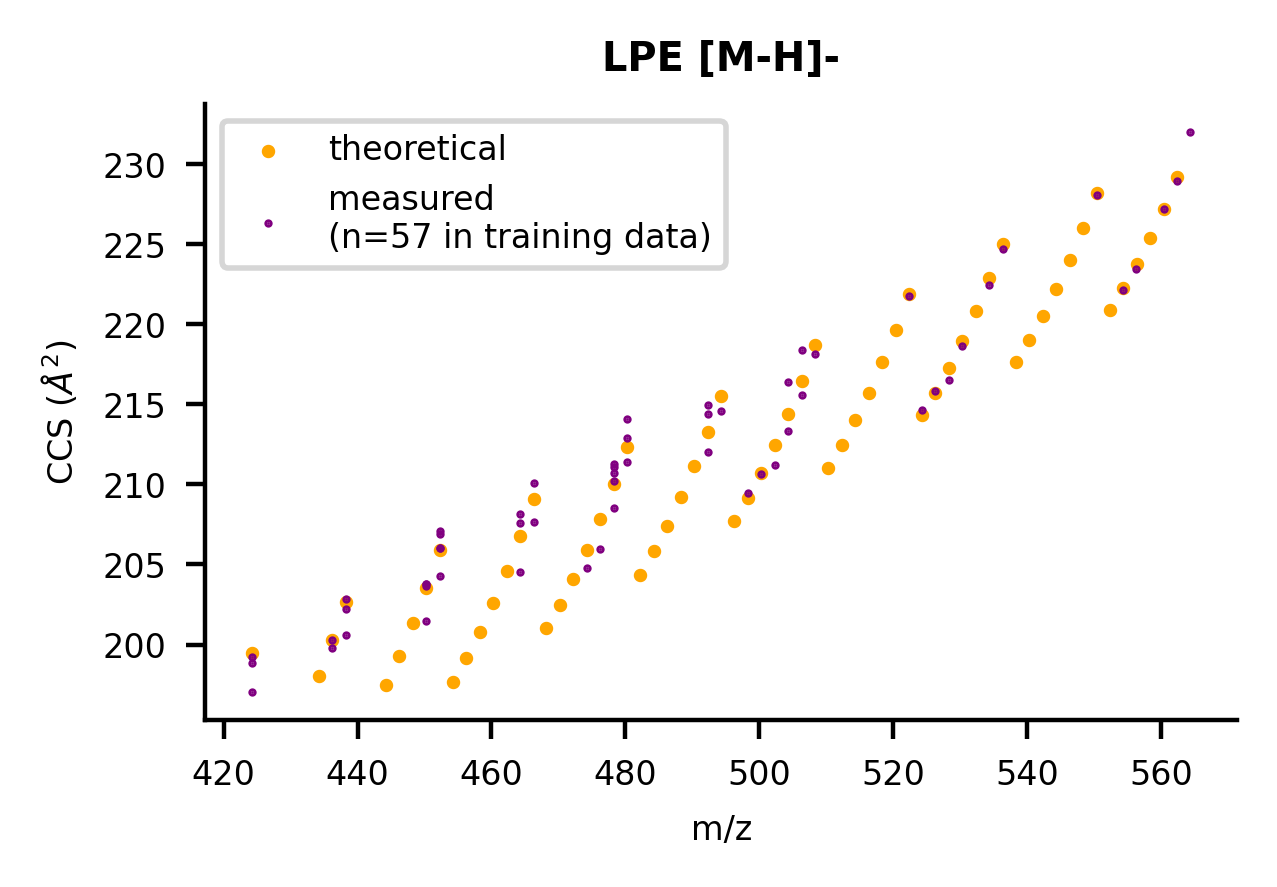 LPE [M-H]-
theoretical
measured
(n=57 in training data)
CCS (Å²)
230
225
220
215
210
205
200
420 440 460 480 500 520 540 560
m/z